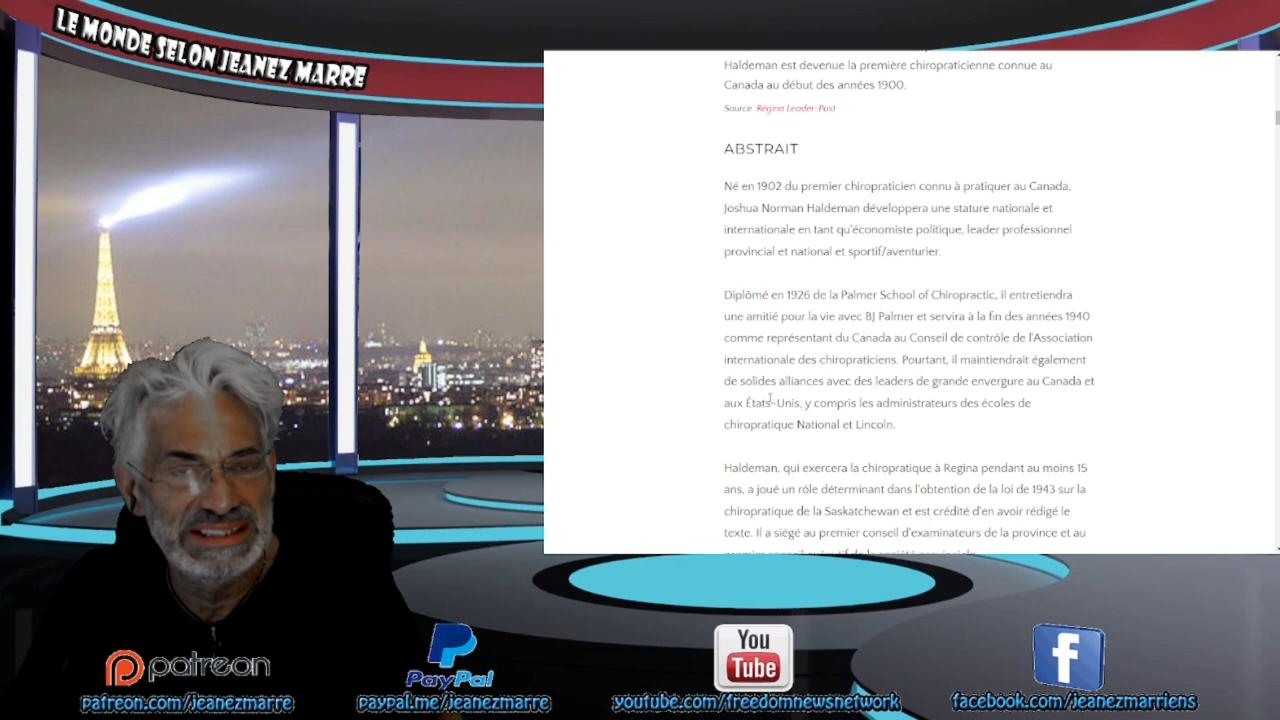 LE MONDE SELON JEANEZ MARRE
Haldeman est devenue la première chiropraticienne connue au
Canada au début des années 1900.
Source Régina Leader-Post
ABSTRAIT
Né en 1902 du premier chiropraticien connu à pratiquer au Canada,
Joshua Norman Haldeman développera une stature nationale et
internationale en tant qu'économiste politique, leader professionnel
provincial et national et sportif/aventurier.
Diplômé en 1926 de la Palmer School of Chiropractic, il entretiendra
une amitié pour la vie avec BJ Palmer et servira à la fin des années 1940
comme représentant du Canada au Conseil de contrôle de l'Association
internationale des chiropraticiens. Pourtant, il maintiendrait également
de solides alliances avec des leaders de grande envergure au Canada et
aux États-Unis, y compris les administrateurs des écoles de
chiropratique National et Lincoln.
Haldeman, qui exercera la chiropratique à Regina pendant au moins 15
ans, a joué un rôle déterminant dans l'obtention de la loi de 1943 sur la
chiropratique de la Saskatchewan et est crédité d'en avoir rédigé le
texte. Il a siégé au premier conseil d'examinateurs de la province et au
patreon
patreon.com/jeanezmarre
PayPal
paypal.me/jeanezmarre
You
Tube
youtube.com/freedomnewsnetwork
f
facebook.com/jeanezmarriens